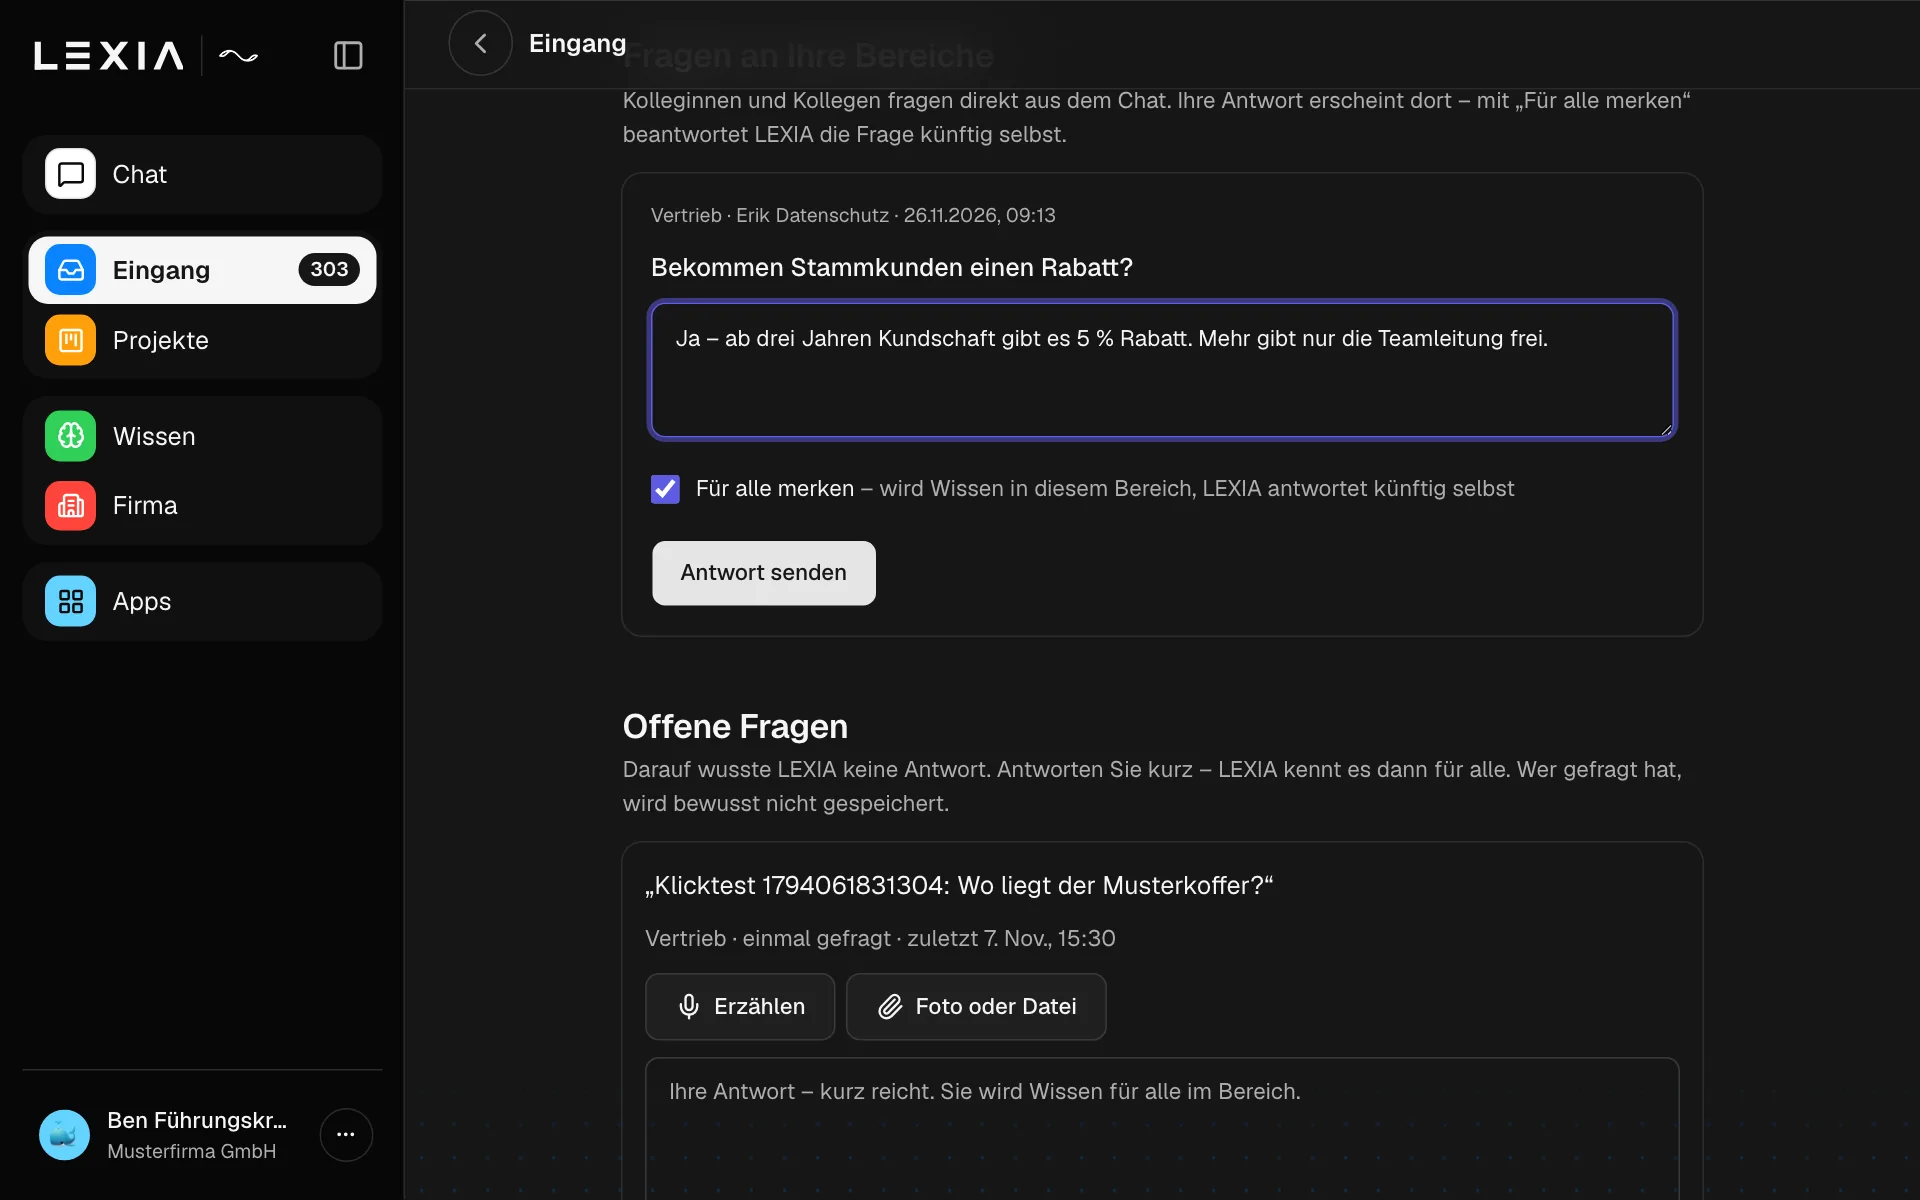 LEXIA
Chat
Eingang
303
Projekte
Wissen
Firma
Apps
Ben Führungskr...
Musterfirma GmbH
Eingang
Fragen an Ihre Bereiche
Kolleginnen und Kollegen fragen direkt aus dem Chat. Ihre Antwort erscheint dort – mit „Für alle merken“
beantwortet LEXIA die Frage künftig selbst.
Vertrieb · Erik Datenschutz · 26.11.2026, 09:13
Bekommen Stammkunden einen Rabatt?
Ja – ab drei Jahren Kundschaft gibt es 5 % Rabatt. Mehr gibt nur die Teamleitung frei.
Für alle merken – wird Wissen in diesem Bereich, LEXIA antwortet künftig selbst
Antwort senden
Offene Fragen
Darauf wusste LEXIA keine Antwort. Antworten Sie kurz – LEXIA kennt es dann für alle. Wer gefragt hat,
wird bewusst nicht gespeichert.
„Klicktest 1794061831304: Wo liegt der Musterkoffer?“
Vertrieb · einmal gefragt · zuletzt 7. Nov., 15:30
Erzählen
Foto oder Datei
Ihre Antwort – kurz reicht. Sie wird Wissen für alle im Bereich.